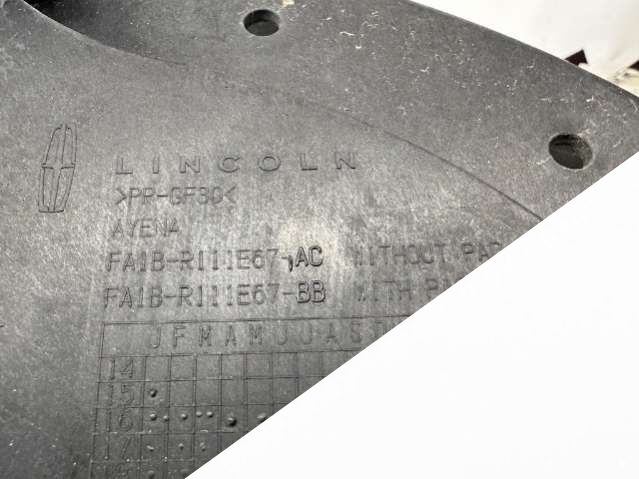 LINCOLN
>PP-GF30<
AYENA
FA1B-R111E67-AC WITHOUT
FA1B-R111E67-BB WITH
J F M A M J J A S
14
15
16
17